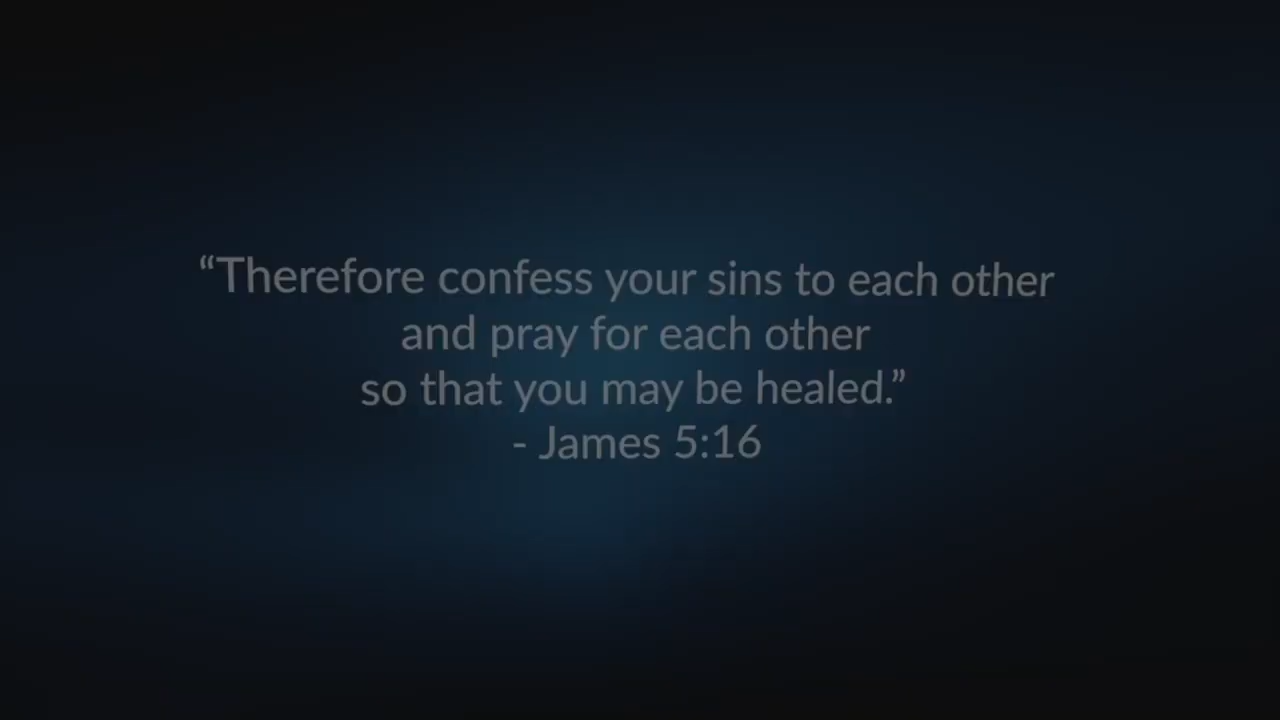 “Therefore confess your sins to each other
and pray for each other
so that you may be healed.”
- James 5:16